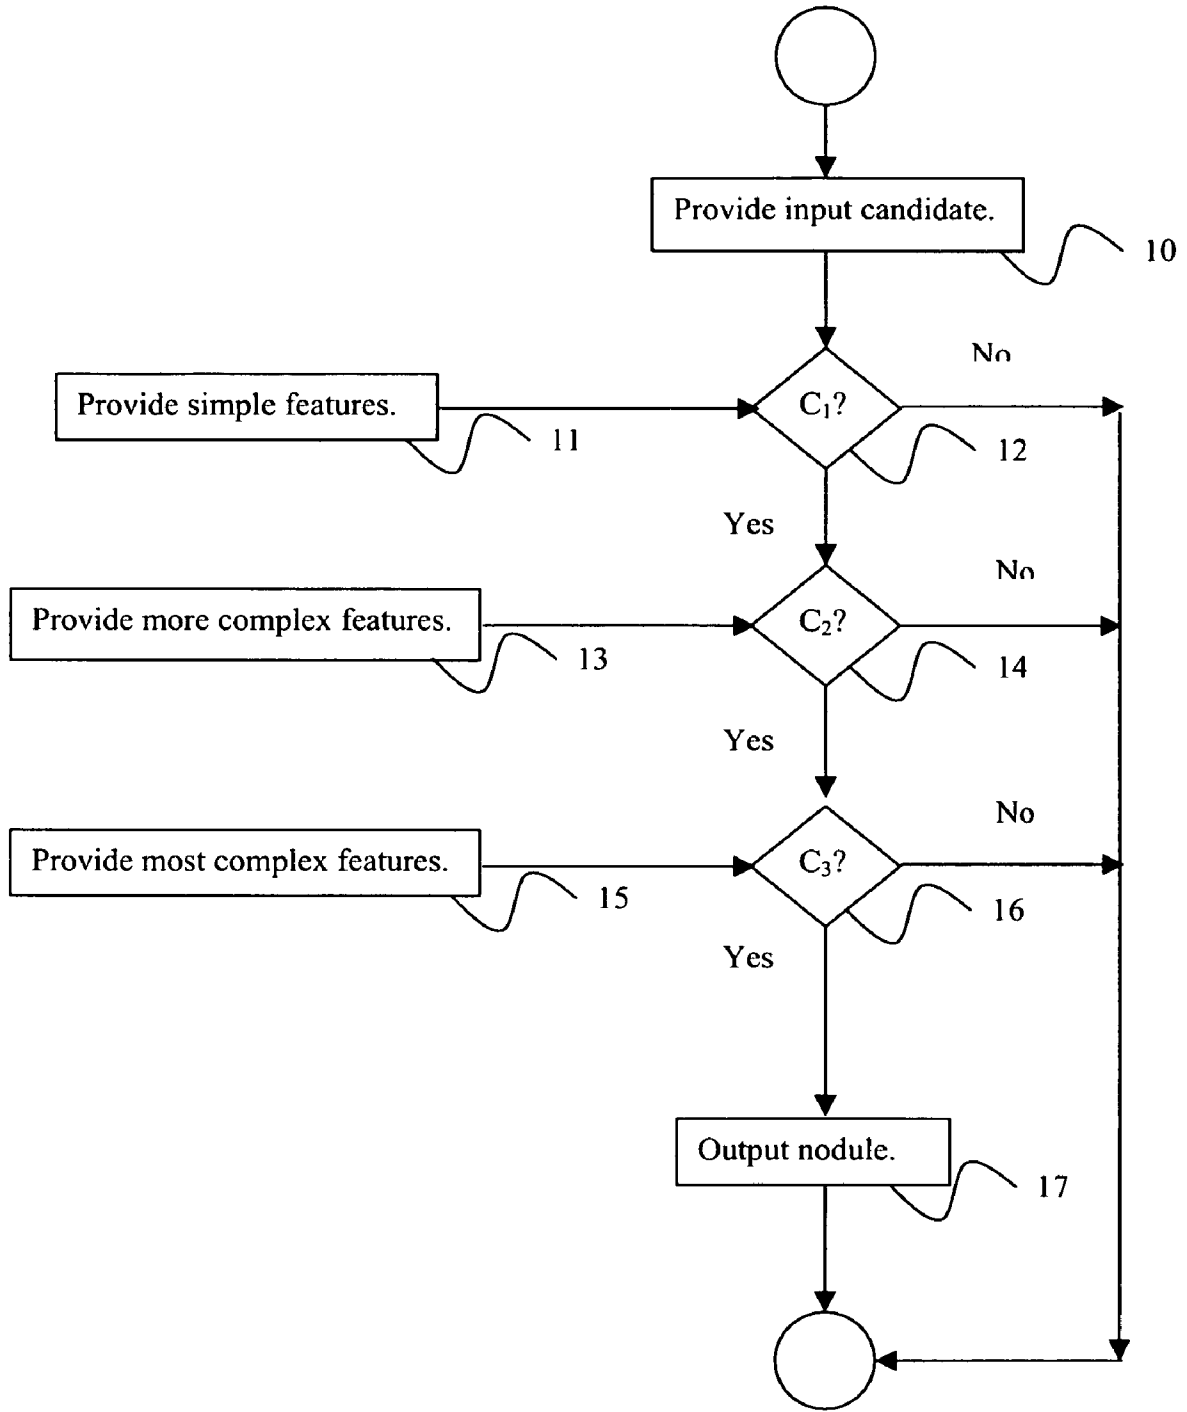 Provide input candidate.
10
No
Provide simple features.
C₁?
11
12
Yes
No
Provide more complex features.
C₂?
13
14
Yes
No
Provide most complex features.
C₃?
15
16
Yes
Output nodule.
17